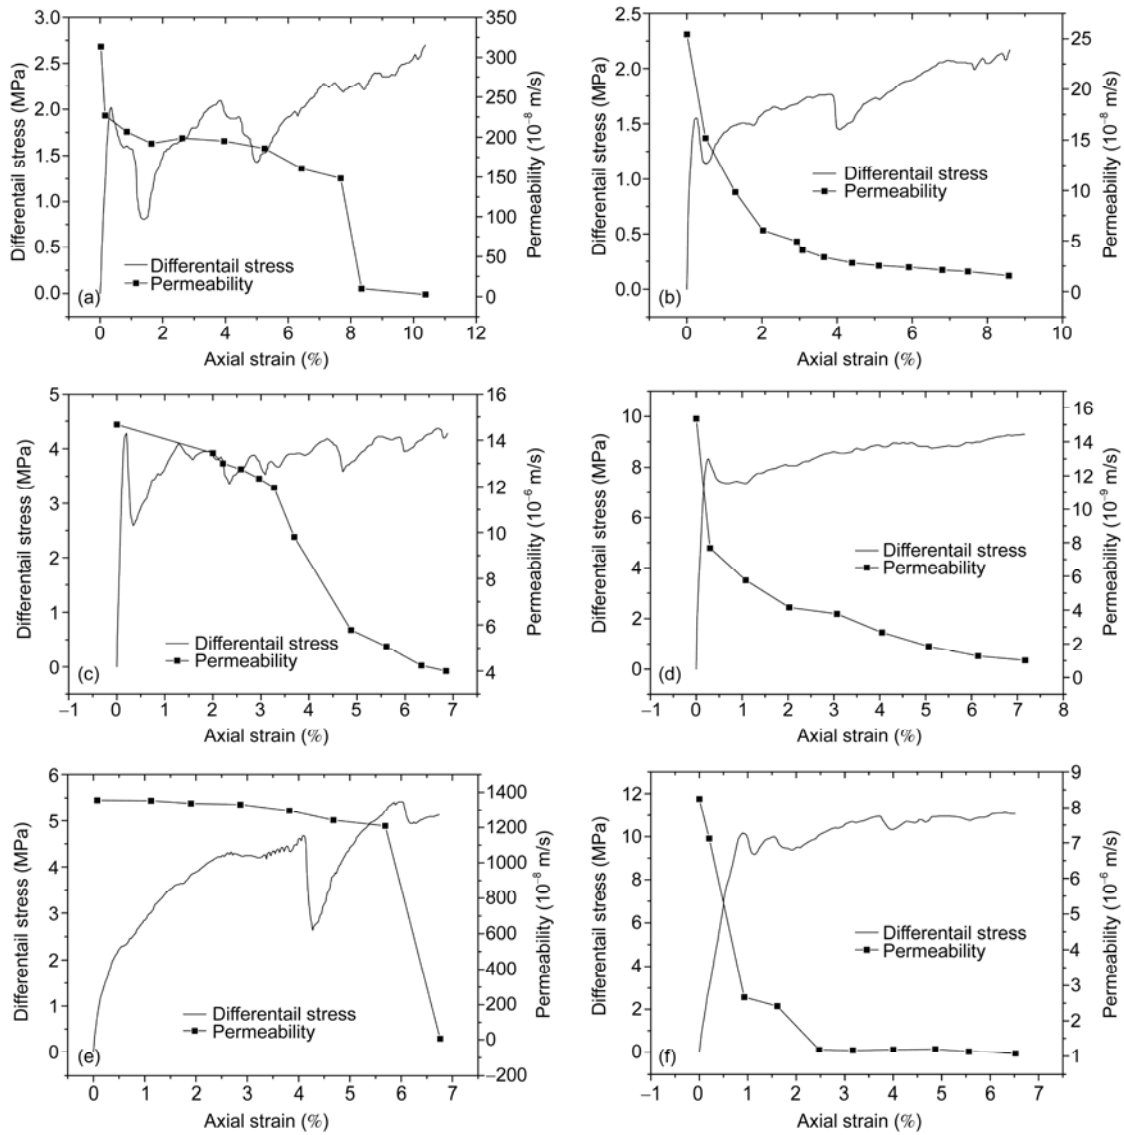 3.0
2.5
2.0
1.5
1.0
0.5
0.0
Differentail stress (MPa)
350
300
250
200
150
100
50
0
Permeability (10⁻⁸ m/s)
Differentail stress
Permeability
(a)
0 2 4 6 8 10 12
Axial strain (%)
2.5
2.0
1.5
1.0
0.5
0.0
Differentail stress (MPa)
25
20
15
10
5
0
Permeability (10⁻⁸ m/s)
Differentail stress
Permeability
(b)
0 2 4 6 8 10
Axial strain (%)
5
4
3
2
1
0
Differentail stress (MPa)
16
14
12
10
8
6
4
Permeability (10⁻⁶ m/s)
Differentail stress
Permeability
(c)
−1 0 1 2 3 4 5 6 7
Axial strain (%)
10
8
6
4
2
0
Differentail stress (MPa)
16
14
12
10
8
6
4
2
0
Permeability (10⁻⁹ m/s)
Differentail stress
Permeability
(d)
−1 0 1 2 3 4 5 6 7 8
Axial strain (%)
6
5
4
3
5
2
1
0
Differentail stress (MPa)
1400
1200
1000
800
600
400
200
0
−200
Permeability (10⁻⁸ m/s)
Differentail stress
Permeability
(e)
0 1 2 3 4 5 6 7
Axial strain (%)
12
10
8
6
4
2
0
Differentail stress (MPa)
9
8
7
6
5
4
3
2
1
Permeability (10⁻⁶ m/s)
Differentail stress
Permeability
(f)
−1 0 1 2 3 4 5 6 7 8
Axial strain (%)